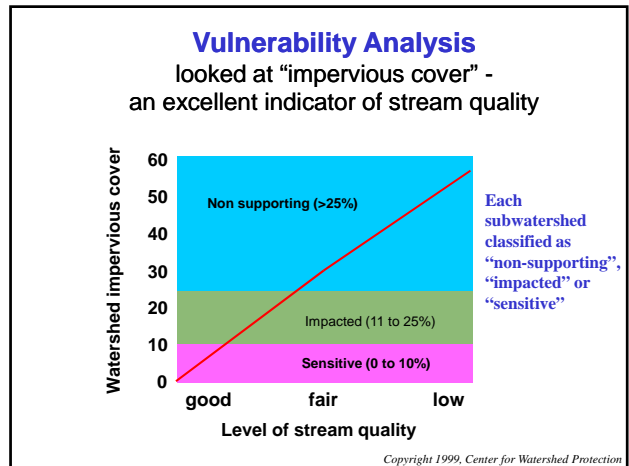 Vulnerability Analysis
looked at “impervious cover” -
an excellent indicator of stream quality
Watershed impervious cover
60
50
40
30
20
10
0
Non supporting (>25%)
Impacted (11 to 25%)
Sensitive (0 to 10%)
good fair low
Level of stream quality
Each
subwatershed
classified as
“non-supporting”,
“impacted” or
“sensitive”
Copyright 1999, Center for Watershed Protection